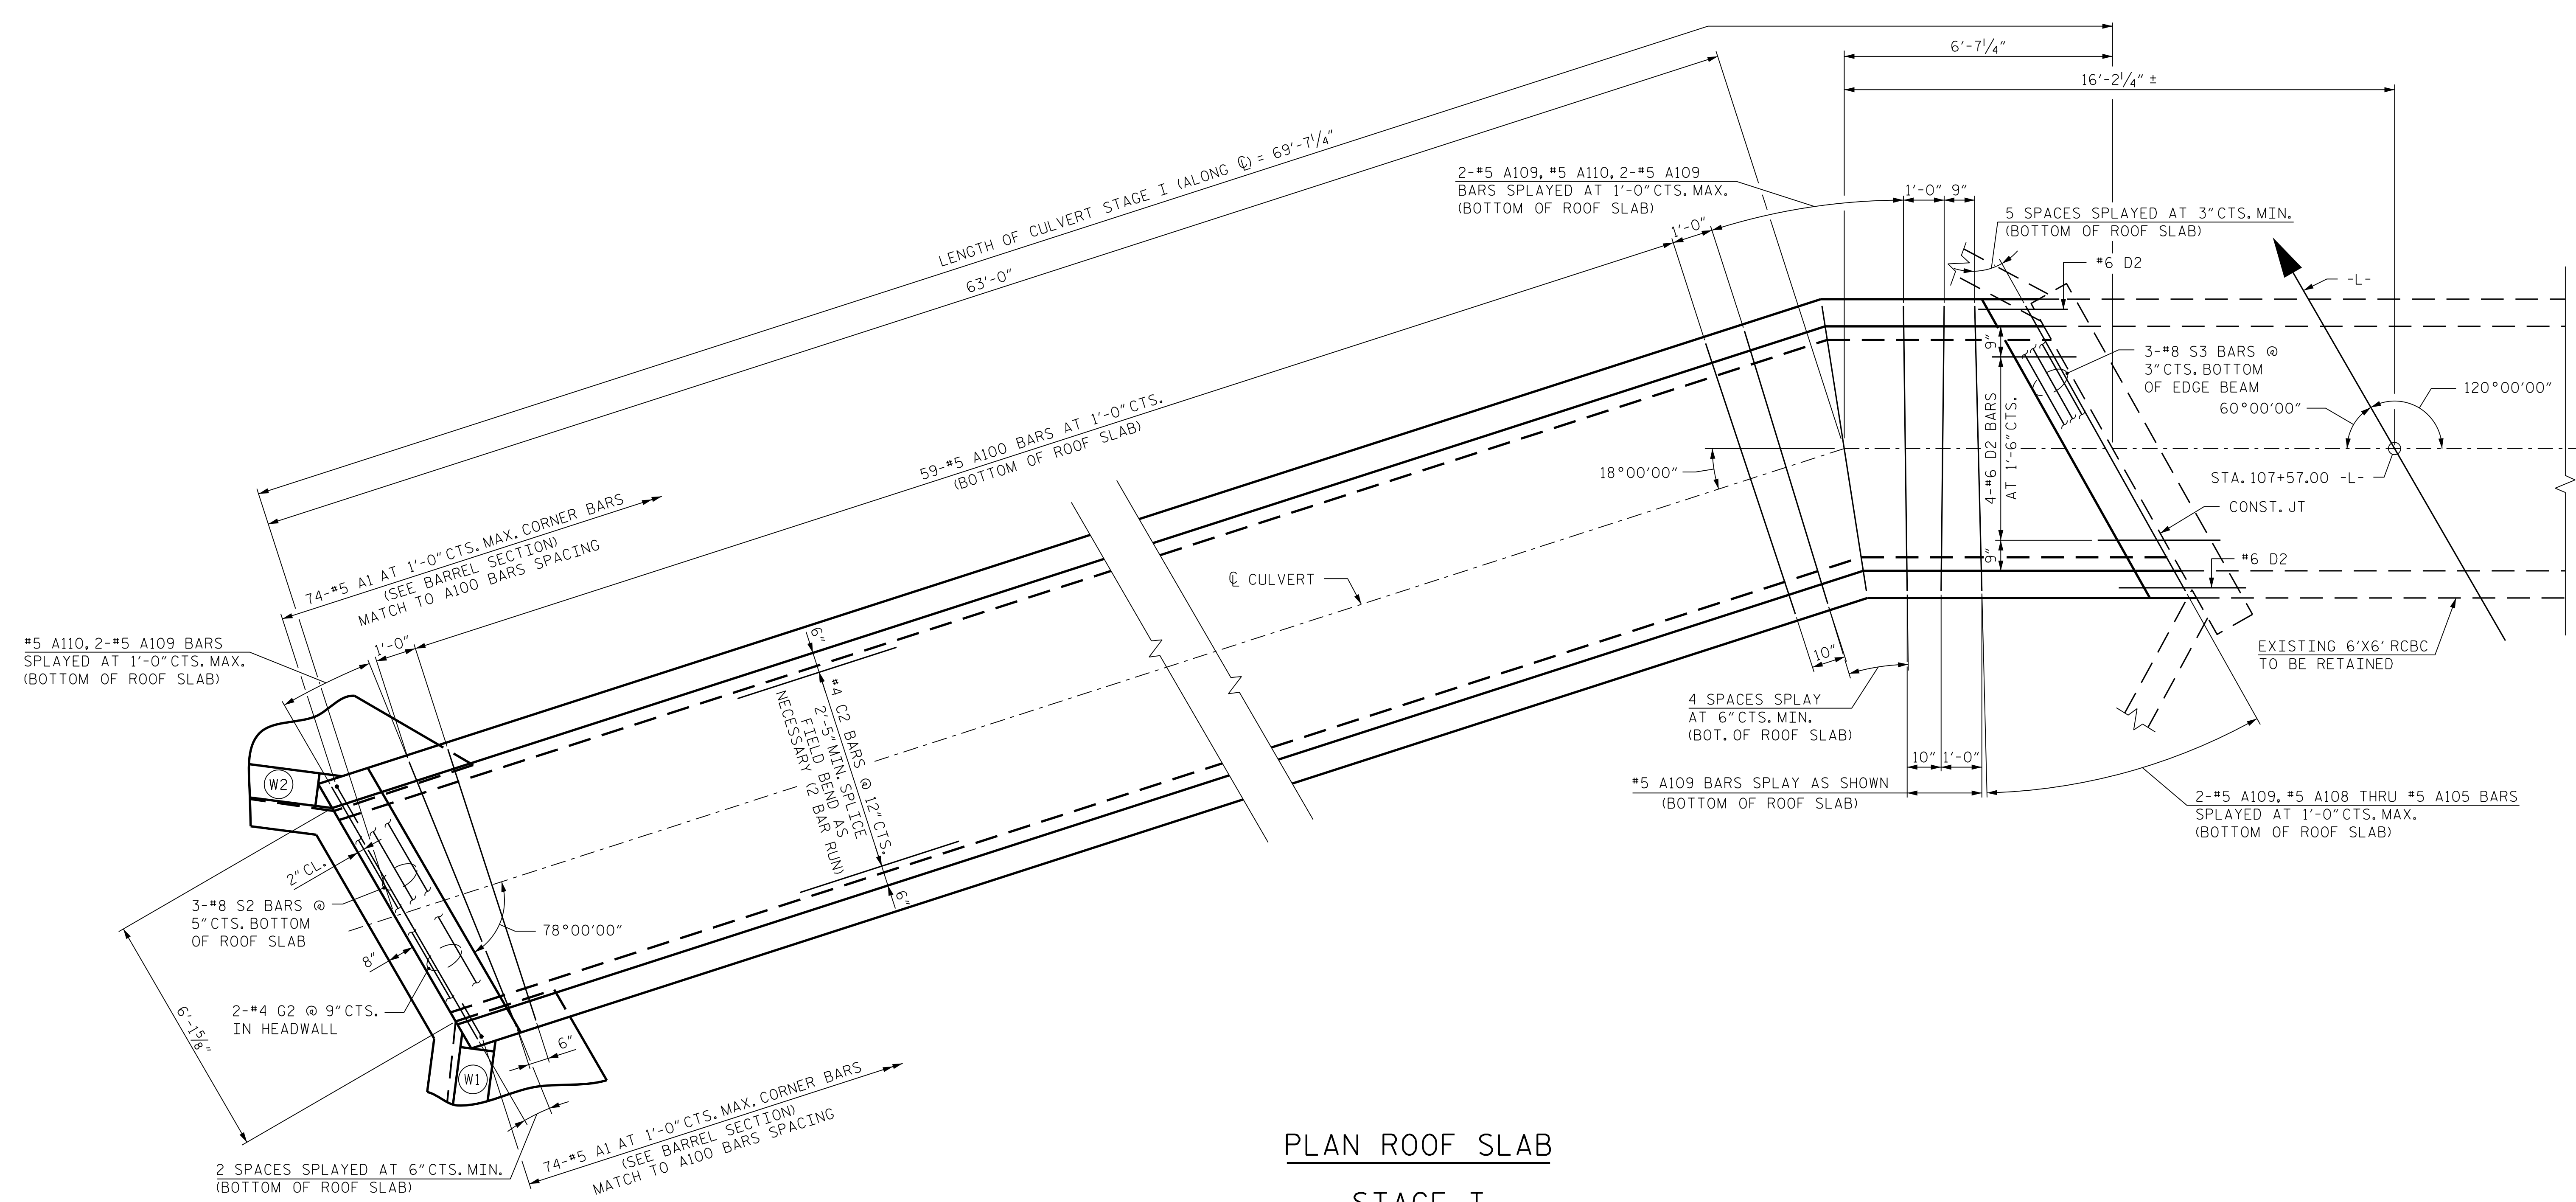 6'-7 1/4"
16'-2 1/4" ±
LENGTH OF CULVERT STAGE I (ALONG ℄) = 69'-7 1/4"
63'-0"
2-#5 A109, #5 A110, 2-#5 A109
BARS SPLAYED AT 1'-0" CTS. MAX.
(BOTTOM OF ROOF SLAB)
1'-0"
1'-0" 9"
5 SPACES SPLAYED AT 3" CTS. MIN.
(BOTTOM OF ROOF SLAB)
#6 D2
-L-
9"
4-#6 D2 BARS
AT 1'-6" CTS.
9"
3-#8 S3 BARS @
3" CTS. BOTTOM
OF EDGE BEAM
120°00'00"
60°00'00"
STA. 107+57.00 -L-
CONST. JT
#6 D2
EXISTING 6'X6' RCBC
TO BE RETAINED
18°00'00"
59-#5 A100 BARS AT 1'-0" CTS.
(BOTTOM OF ROOF SLAB)
74-#5 A1 AT 1'-0" CTS. MAX. CORNER BARS
(SEE BARREL SECTION)
MATCH TO A100 BARS SPACING
℄ CULVERT
#5 A110, 2-#5 A109 BARS
SPLAYED AT 1'-0" CTS. MAX.
(BOTTOM OF ROOF SLAB)
1'-0"
6"
#4 C2 BARS @ 12" CTS.
2'-5" MIN. SPLICE
FIELD BEND AS
NECESSARY (2 BAR RUN)
6"
10"
4 SPACES SPLAY
AT 6" CTS. MIN.
(BOT. OF ROOF SLAB)
10" 1'-0"
#5 A109 BARS SPLAY AS SHOWN
(BOTTOM OF ROOF SLAB)
2-#5 A109, #5 A108 THRU #5 A105 BARS
SPLAYED AT 1'-0" CTS. MAX.
(BOTTOM OF ROOF SLAB)
W2
2" CL.
3-#8 S2 BARS @
5" CTS. BOTTOM
OF ROOF SLAB
78°00'00"
8"
2-#4 G2 @ 9" CTS.
IN HEADWALL
6'-1 5/8"
6"
W1
74-#5 A1 AT 1'-0" CTS. MAX. CORNER BARS
(SEE BARREL SECTION)
MATCH TO A100 BARS SPACING
2 SPACES SPLAYED AT 6" CTS. MIN.
(BOTTOM OF ROOF SLAB)
PLAN ROOF SLAB
STAGE I